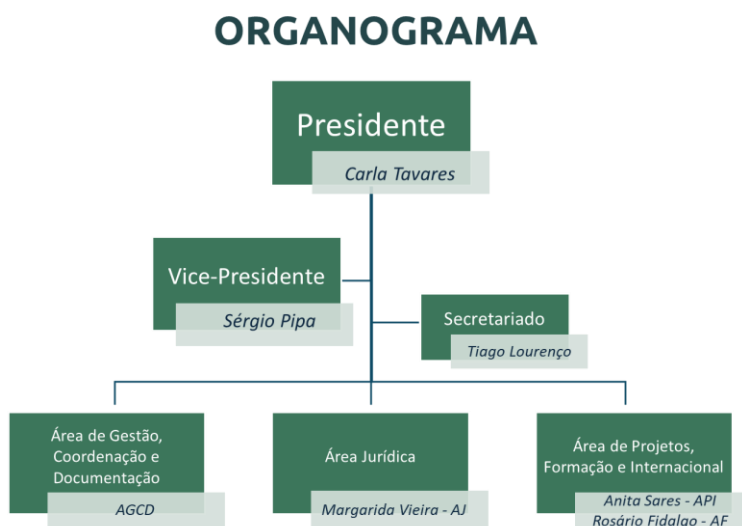 ORGANOGRAMA
Presidente
Carla Tavares
Vice-Presidente
Sérgio Pipa
Secretariado
Tiago Lourenço
Área de Gestão,
Coordenação e
Documentação
AGCD
Área Jurídica
Margarida Vieira - AJ
Área de Projetos,
Formação e Internacional
Anita Sares - API
Rosário Fidalgo - AF